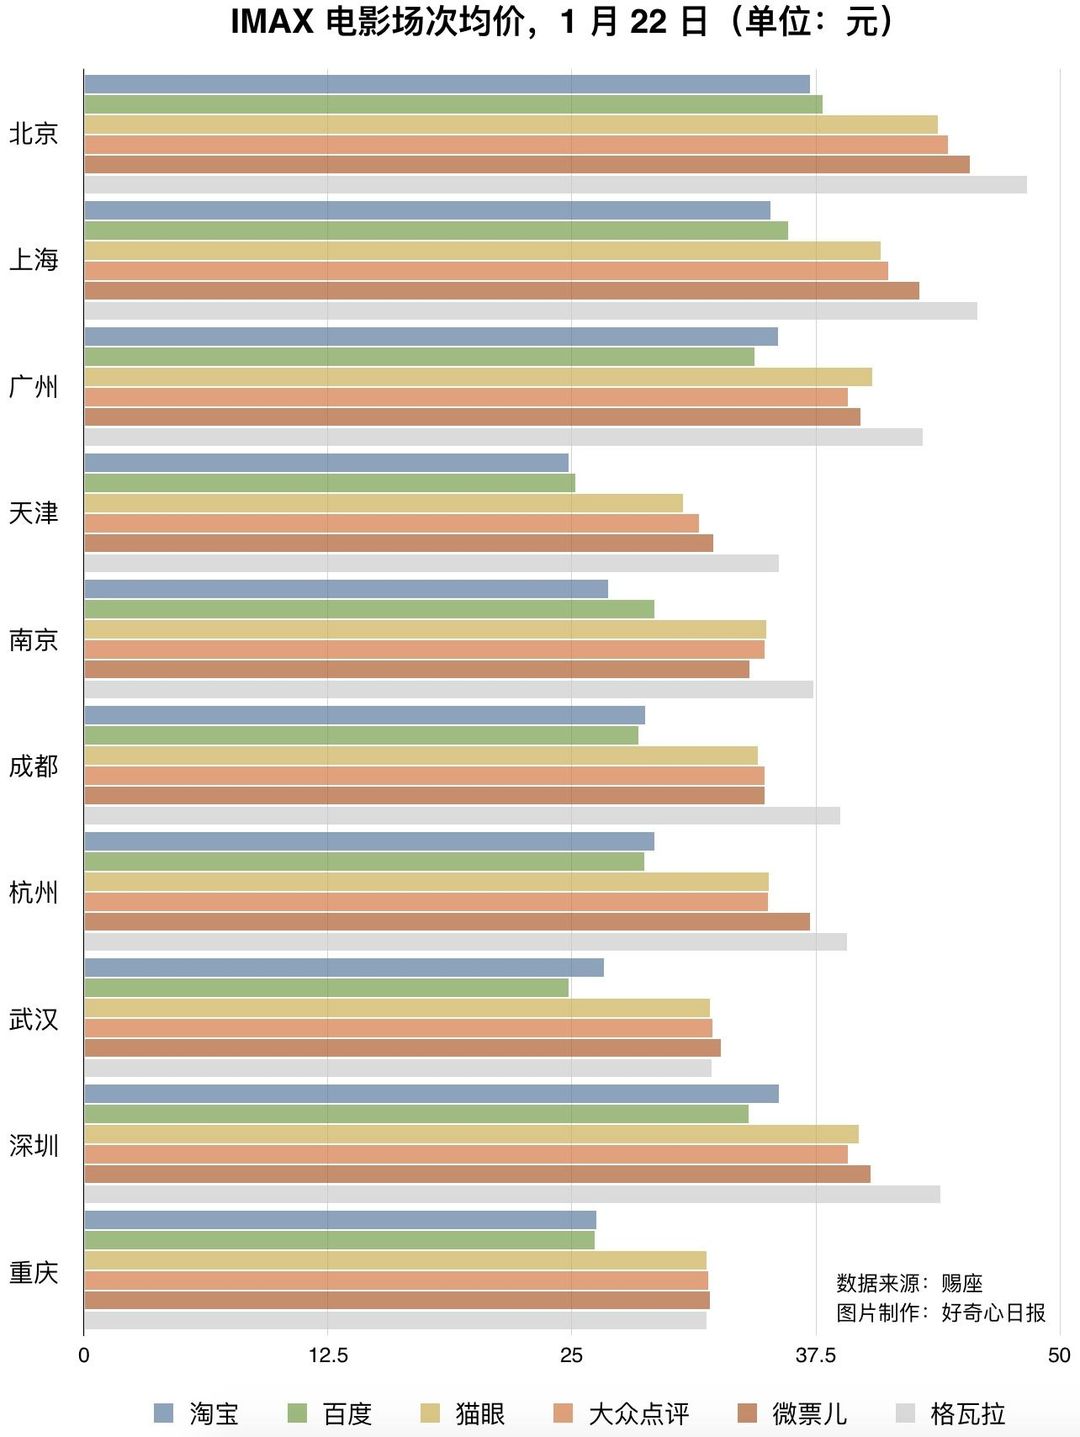 IMAX 电影场次均价，1 月 22 日（单位：元）
北京
上海
广州
天津
南京
成都
杭州
武汉
深圳
重庆
数据来源：赐座
图片制作：好奇心日报
0 12.5 25 37.5 50
淘宝 百度 猫眼 大众点评 微票儿 格瓦拉